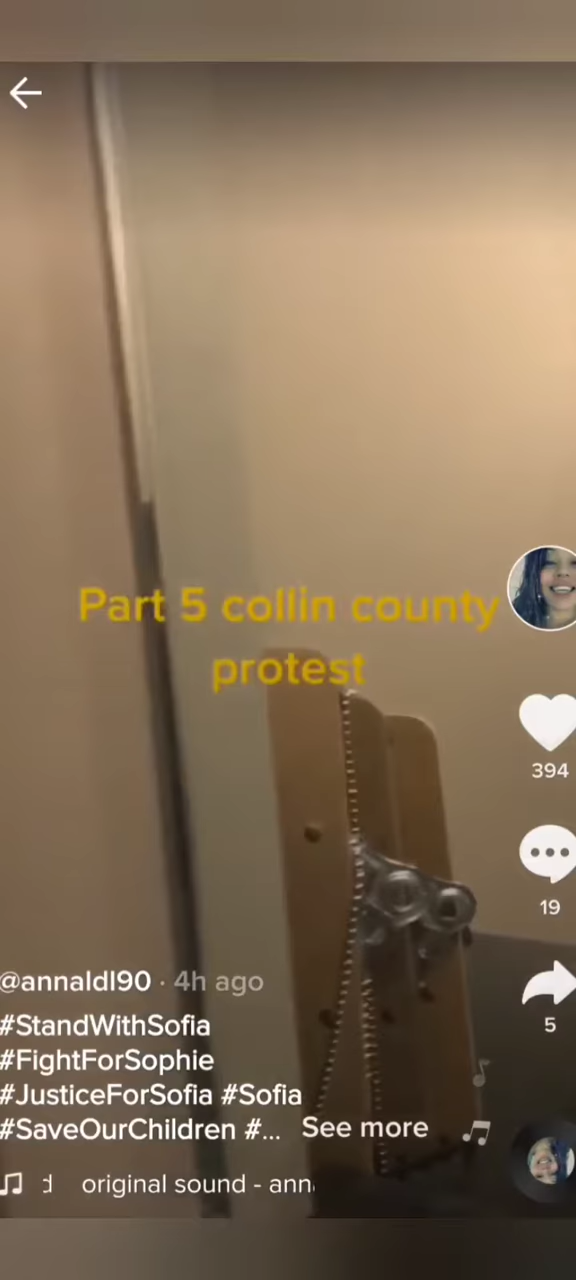 Part 5 collin county
protest
394
19
5
@annaldl90 · 4h ago
#StandWithSofia
#FightForSophie
#JusticeForSofia #Sofia
#SaveOurChildren #... See more
original sound - ann